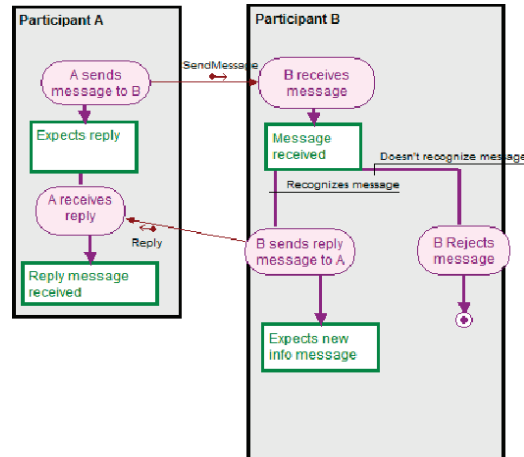 Participant A
A sends
message to B
Expects reply
A receives
reply
Reply message
received
SendMessage
Reply
Participant B
B receives
message
Message
received
Doesn't recognize message
Recognizes message
B sends reply
message to A
B Rejects
message
Expects new
info message